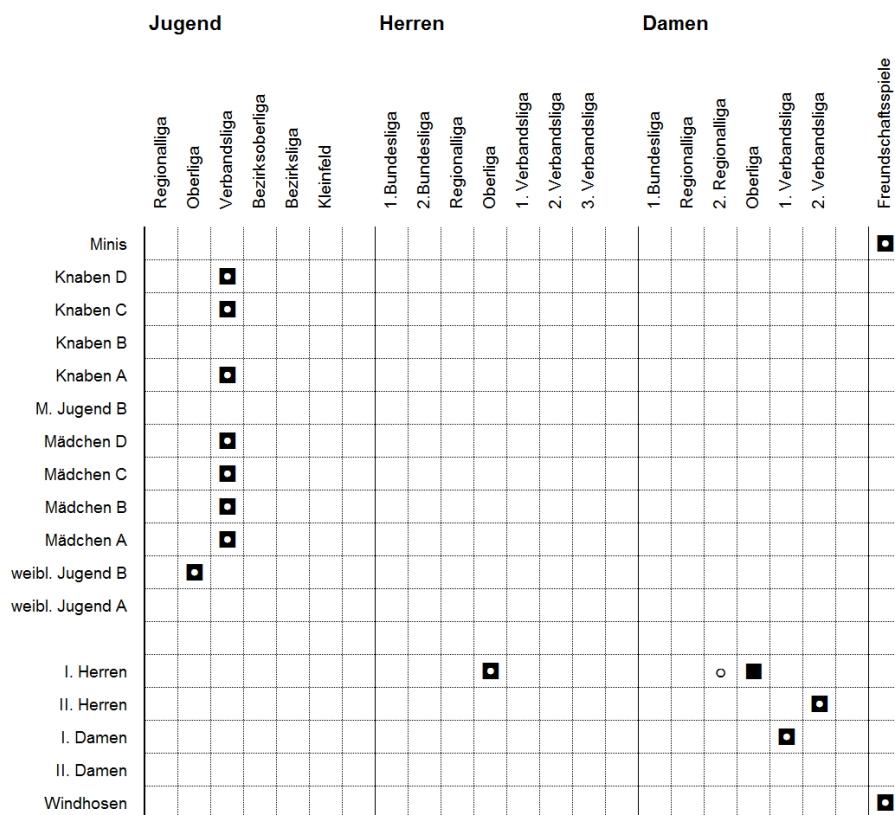 Jugend Herren Damen
Regionalliga
Oberliga
Verbandsliga
Bezirksoberliga
Bezirksliga
Kleinfeld
1.Bundesliga
2.Bundesliga
Regionalliga
Oberliga
1. Verbandsliga
2. Verbandsliga
3. Verbandsliga
1.Bundesliga
Regionalliga
2. Regionalliga
Oberliga
1. Verbandsliga
2. Verbandsliga
Freundschaftsspiele
Minis
Knaben D
Knaben C
Knaben B
Knaben A
M. Jugend B
Mädchen D
Mädchen C
Mädchen B
Mädchen A
weibl. Jugend B
weibl. Jugend A
I. Herren
II. Herren
I. Damen
II. Damen
Windhosen